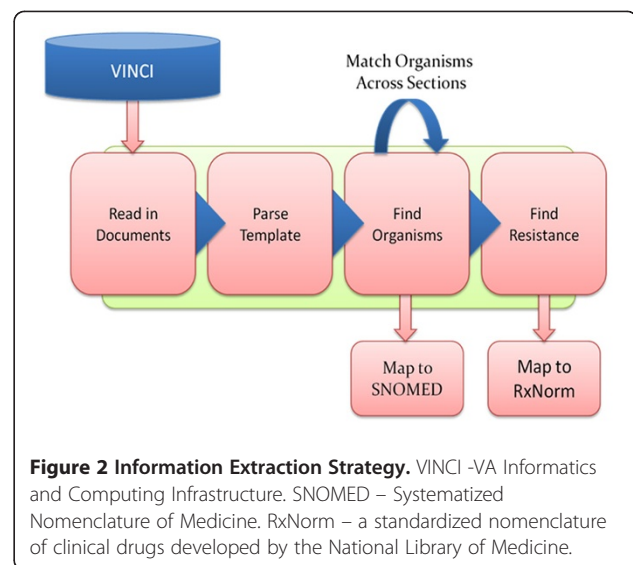 VINCI
Match Organisms
Across Sections
Read in
Documents
Parse
Template
Find
Organisms
Find
Resistance
Map to
SNOMED
Map to
RxNorm
Figure 2 Information Extraction Strategy. VINCI -VA Informatics
and Computing Infrastructure. SNOMED – Systematized
Nomenclature of Medicine. RxNorm – a standardized nomenclature
of clinical drugs developed by the National Library of Medicine.